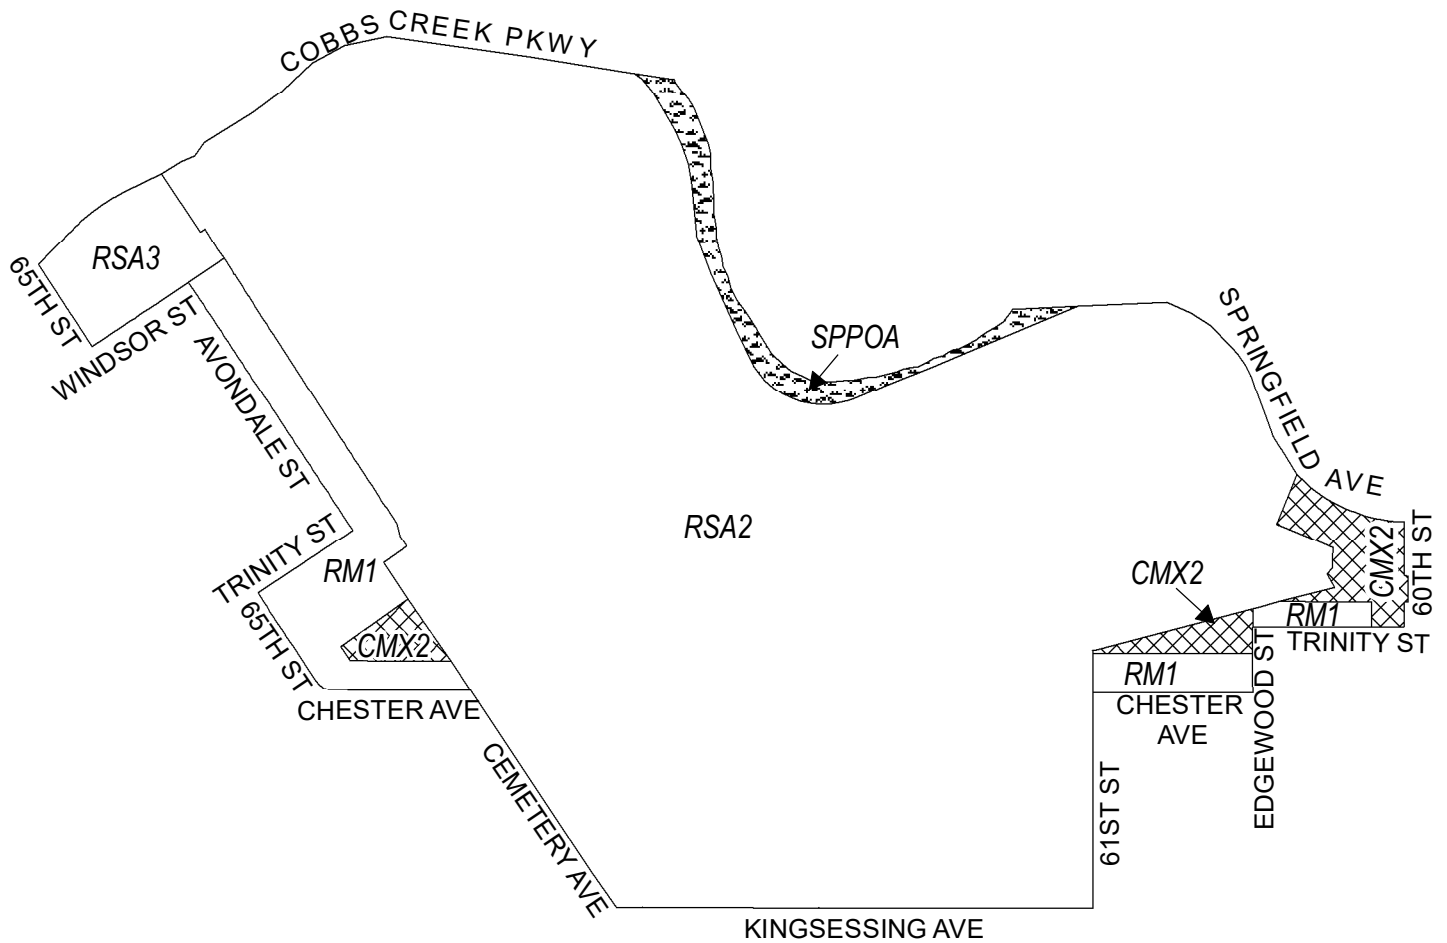 COBBS CREEK PKWY
RSA3
65TH ST
WINDSOR ST
AVONDALE ST
SPPOA
SPRINGFIELD AVE
RSA2
TRINITY ST
RM1
65TH ST
CMX2
CHESTER AVE
CEMETERY AVE
CMX2
CMX2
60TH ST
RM1
TRINITY ST
RM1
CHESTER
AVE
EDGEWOOD ST
61ST ST
KINGSESSING AVE